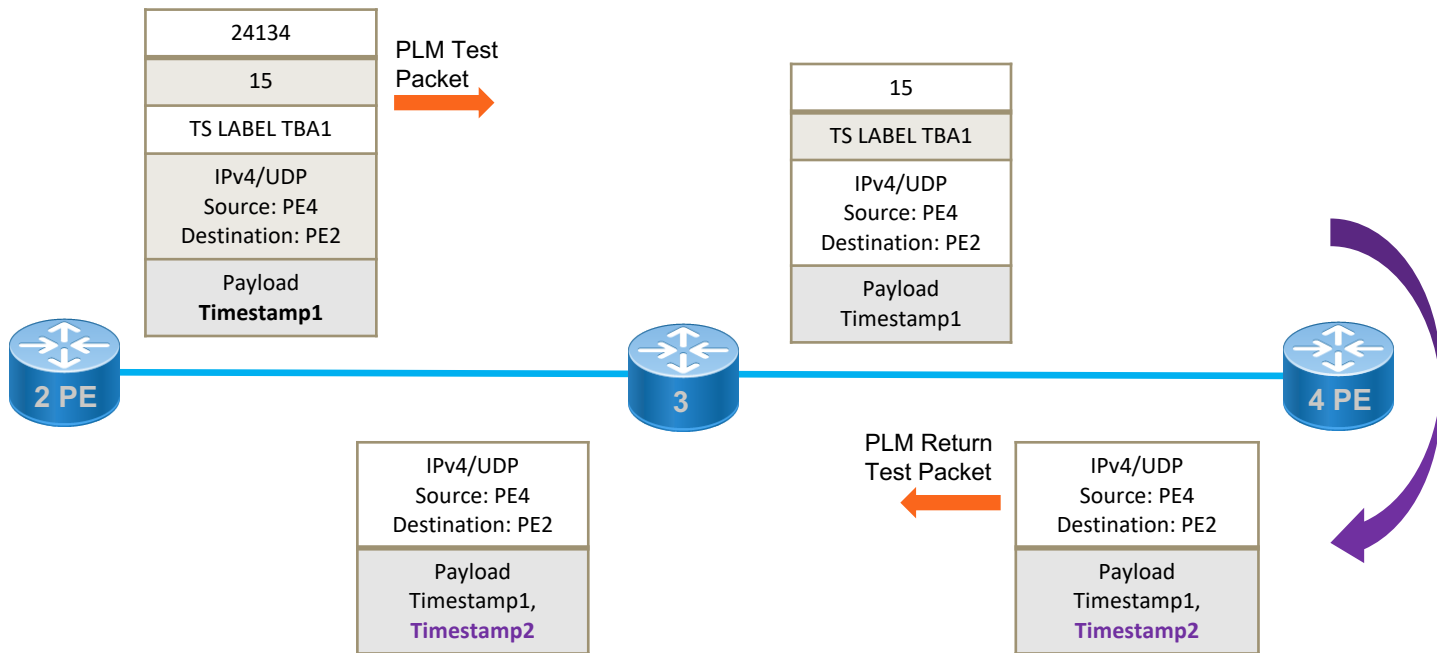 24134
15
TS LABEL TBA1
IPv4/UDP
Source: PE4
Destination: PE2
Payload
Timestamp1
PLM Test
Packet
15
TS LABEL TBA1
IPv4/UDP
Source: PE4
Destination: PE2
Payload
Timestamp1
2 PE
3
4 PE
IPv4/UDP
Source: PE4
Destination: PE2
Payload
Timestamp1,
Timestamp2
PLM Return
Test Packet
IPv4/UDP
Source: PE4
Destination: PE2
Payload
Timestamp1,
Timestamp2